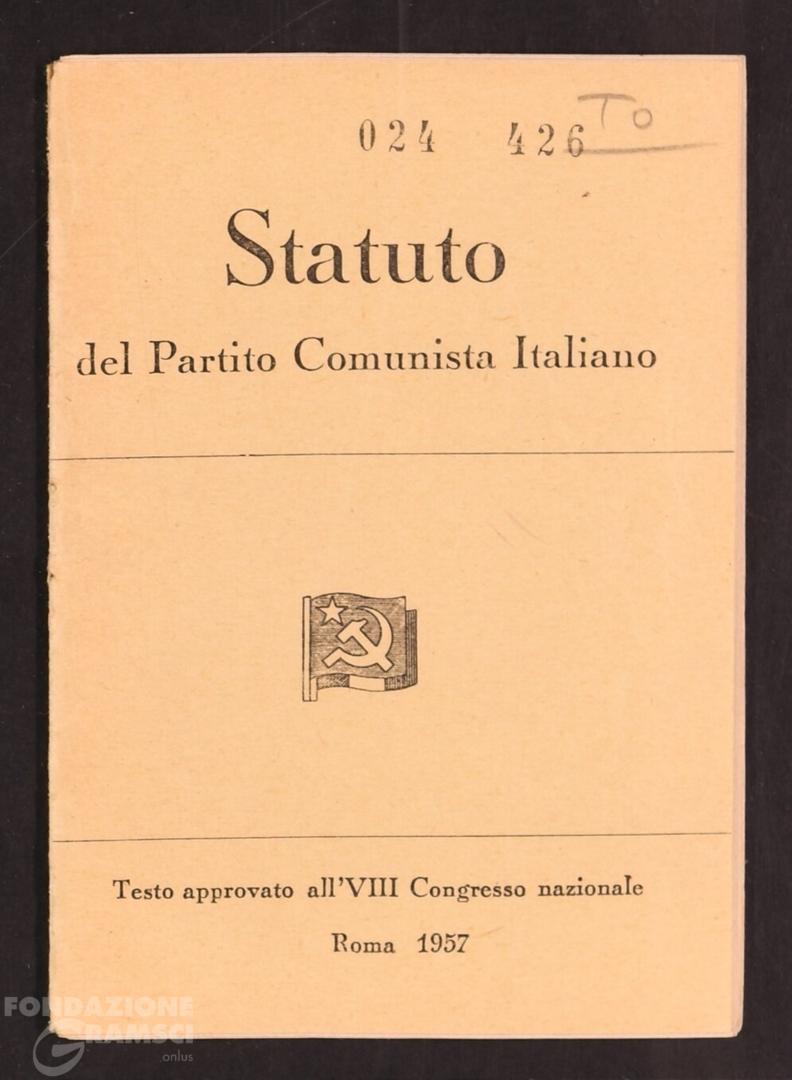 024 426 To
Statuto
del Partito Comunista Italiano
Testo approvato all'VIII Congresso nazionale
Roma 1957
FONDAZIONE
GRAMSCI
.onlus